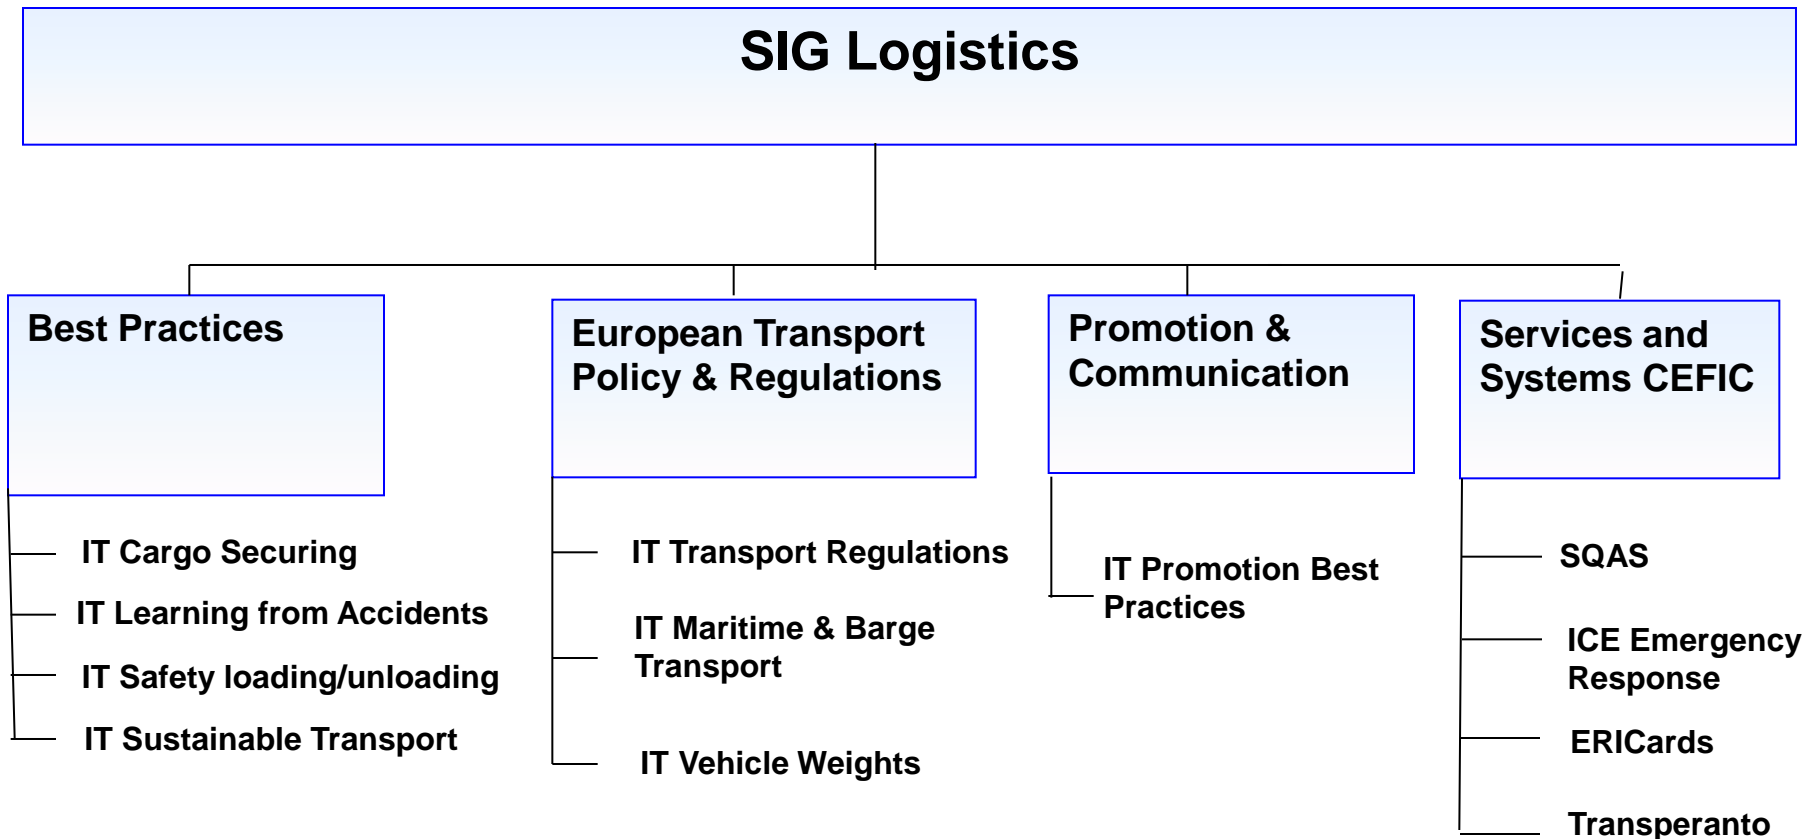 SIG Logistics
Best Practices
IT Cargo Securing
IT Learning from Accidents
IT Safety loading/unloading
IT Sustainable Transport
European Transport
Policy & Regulations
IT Transport Regulations
IT Maritime & Barge
Transport
IT Vehicle Weights
Promotion &
Communication
IT Promotion Best
Practices
Services and
Systems CEFIC
SQAS
ICE Emergency
Response
ERICards
Transperanto